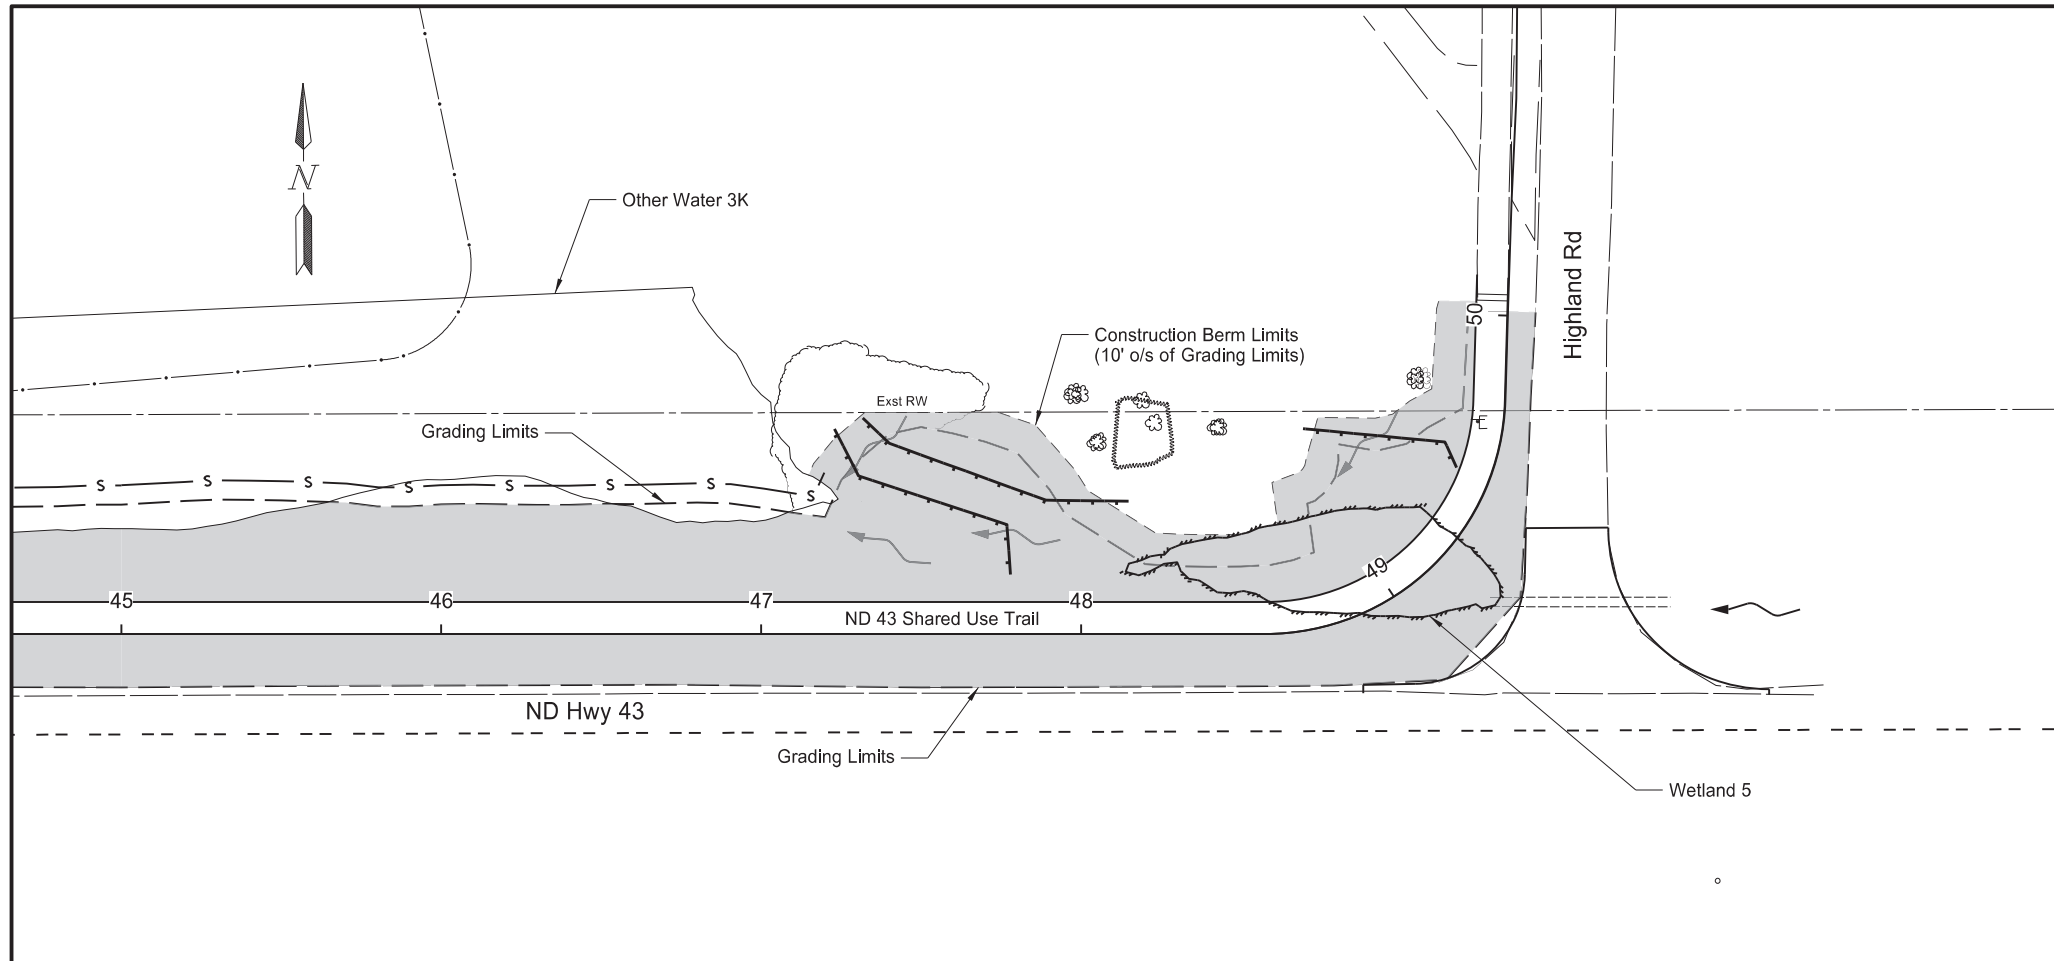 N
Other Water 3K
Highland Rd
50
Construction Berm Limits
(10' o/s of Grading Limits)
Exst RW
E
Grading Limits
S S S S S S S S
49
45 46 47 48
ND 43 Shared Use Trail
ND Hwy 43
Grading Limits
Wetland 5